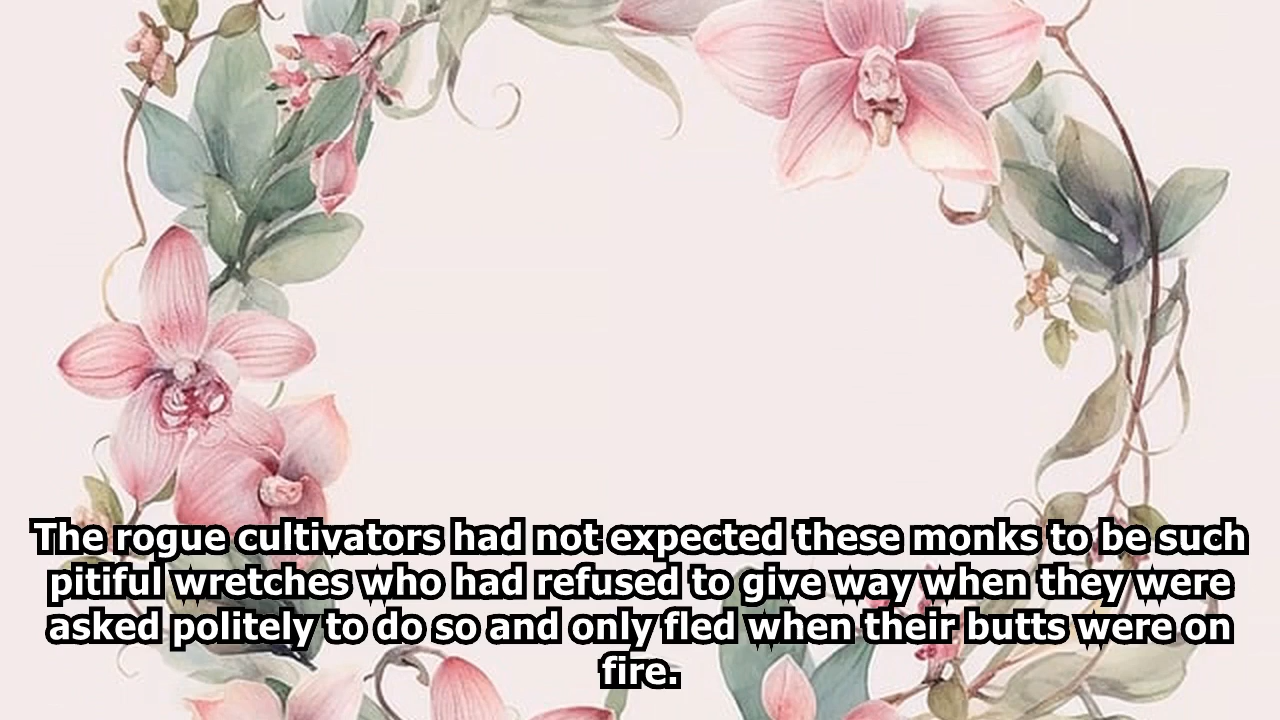 The rogue cultivators had not expected these monks to be such
pitiful wretches who had refused to give way when they were
asked politely to do so and only fled when their butts were on
fire.